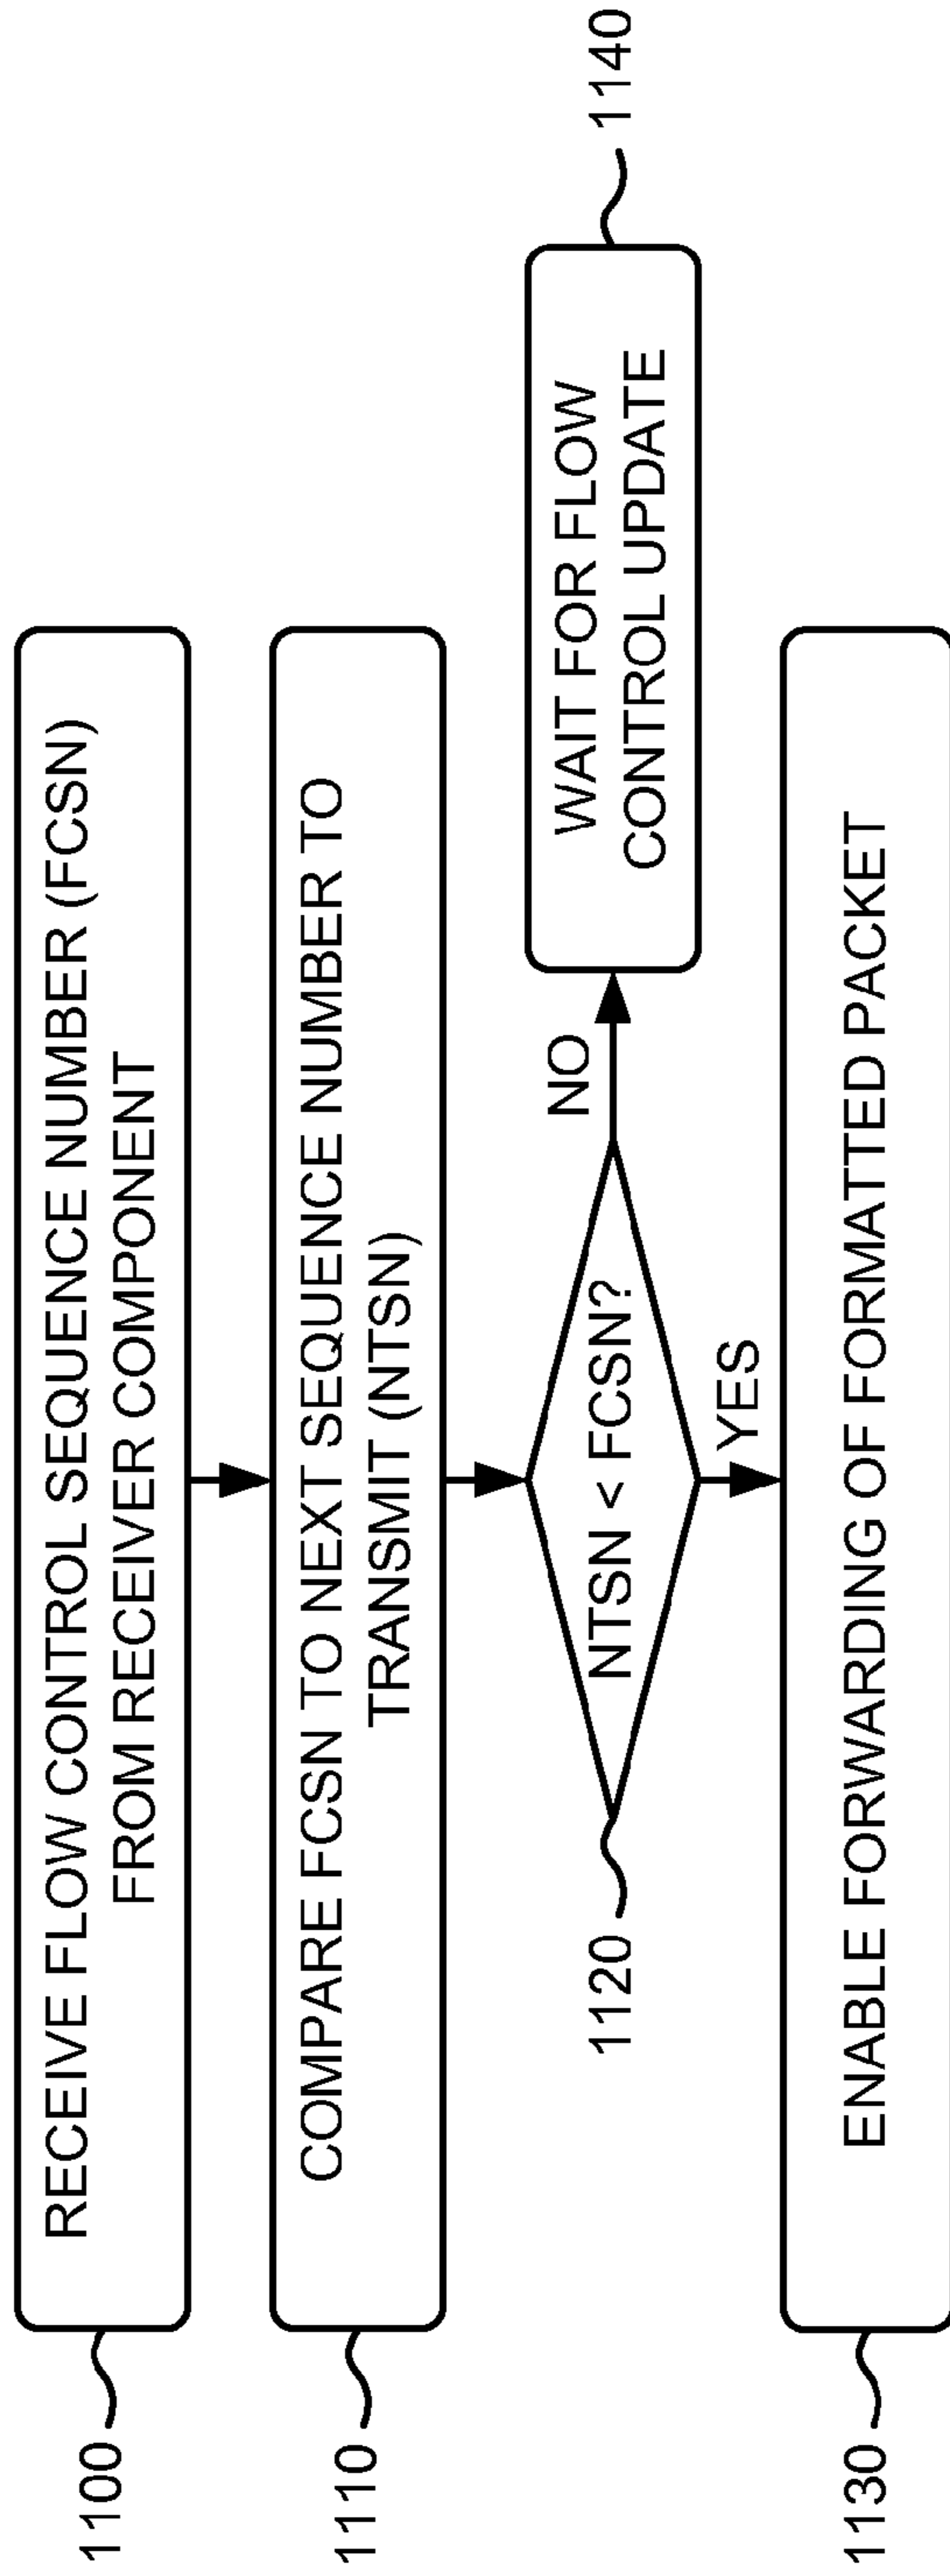 1100
RECEIVE FLOW CONTROL SEQUENCE NUMBER (FCSN)
FROM RECEIVER COMPONENT
1110
COMPARE FCSN TO NEXT SEQUENCE NUMBER TO
TRANSMIT (NTSN)
1120
NTSN < FCSN?
NO
WAIT FOR FLOW
CONTROL UPDATE
1140
YES
1130
ENABLE FORWARDING OF FORMATTED PACKET